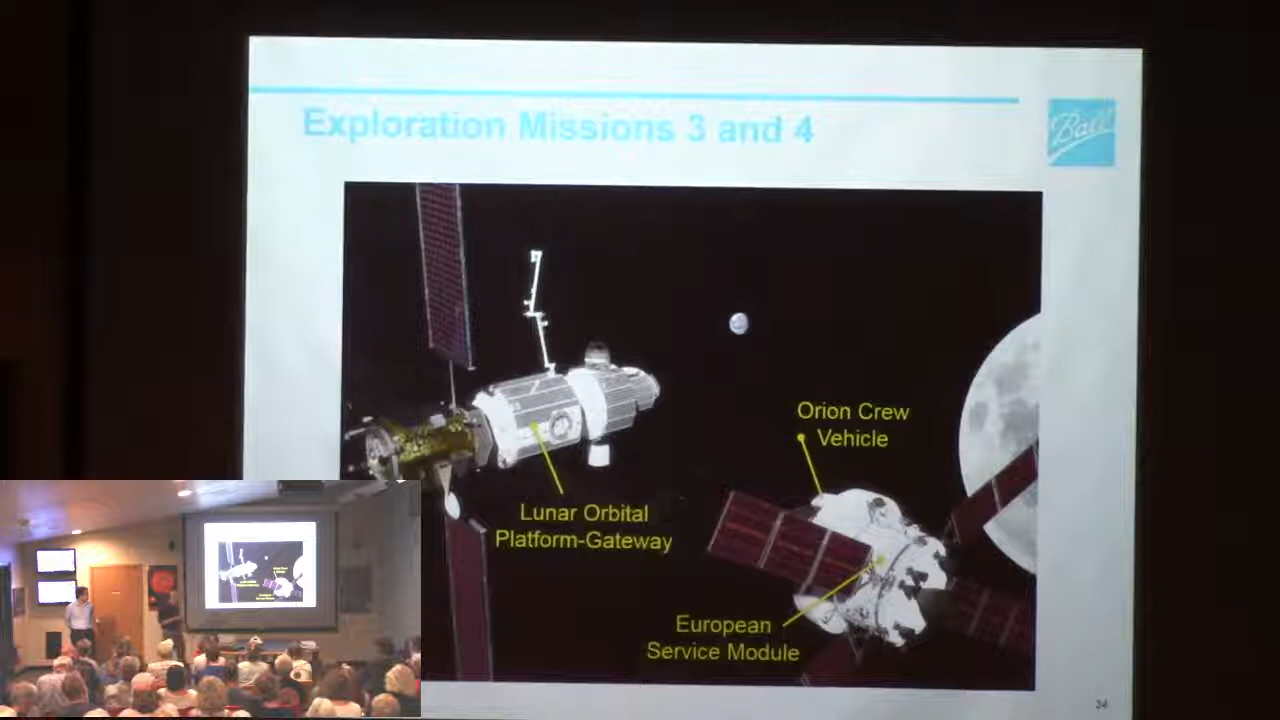 Exploration Missions 3 and 4
Ball
Orion Crew
Vehicle
Lunar Orbital
Platform-Gateway
European
Service Module
34